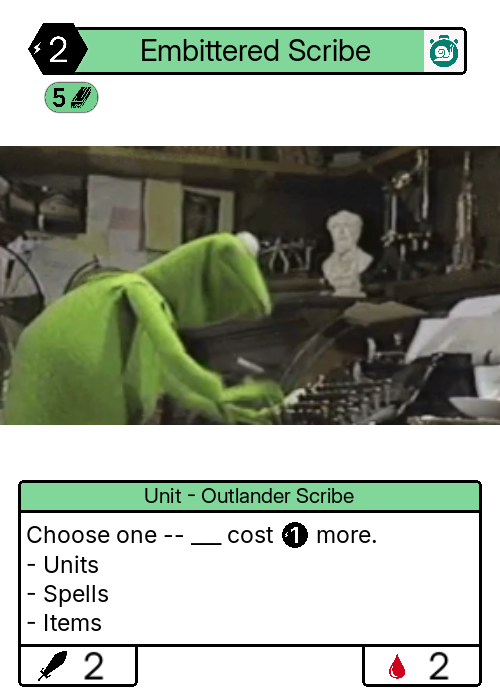 2 Embittered Scribe
5
Unit - Outlander Scribe
Choose one -- __ cost 1 more.
- Units
- Spells
- Items
2 2